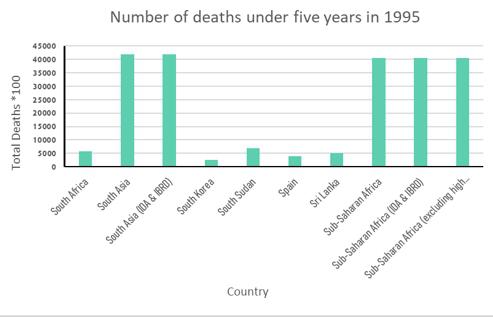 Number of deaths under five years in 1995
Total Deaths *100
45000
40000
35000
30000
25000
20000
15000
10000
5000
0
South Africa
South Asia
South Asia (IDA & IBRD)
South Korea
South Sudan
Spain
Sri Lanka
Sub-Saharan Africa
Sub-Saharan Africa (IDA & IBRD)
Sub-Saharan Africa (excluding high...
Country